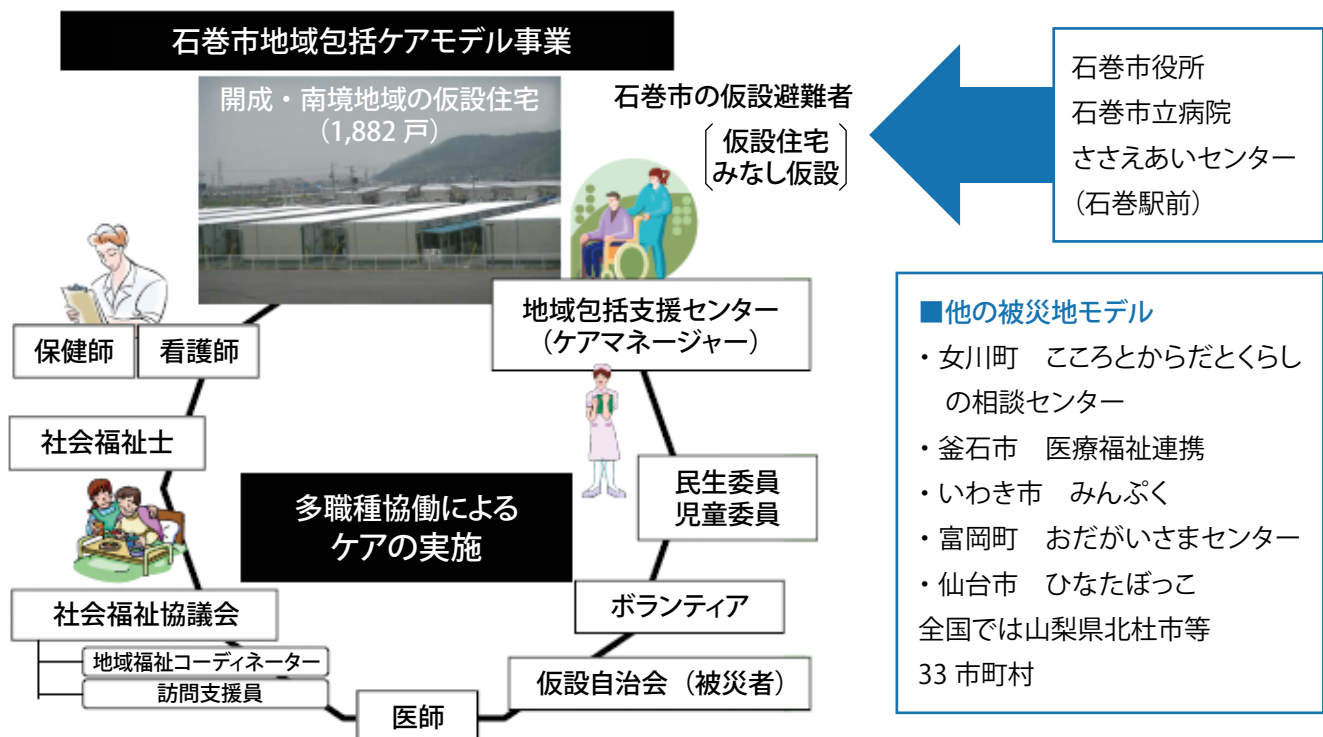 石巻市地域包括ケアモデル事業
開成・南境地域の仮設住宅
（1,882 戸）
石巻市の仮設避難者
仮設住宅
みなし仮設
石巻市役所
石巻市立病院
ささえあいセンター
（石巻駅前）
地域包括支援センター
（ケアマネージャー）
保健師
看護師
社会福祉士
民生委員
児童委員
多職種協働による
ケアの実施
社会福祉協議会
地域福祉コーディネーター
訪問支援員
ボランティア
仮設自治会（被災者）
医師
■他の被災地モデル
・女川町　こころとからだとくらし
の相談センター
・釜石市　医療福祉連携
・いわき市　みんぷく
・富岡町　おだがいさまセンター
・仙台市　ひなたぼっこ
全国では山梨県北杜市等
33 市町村